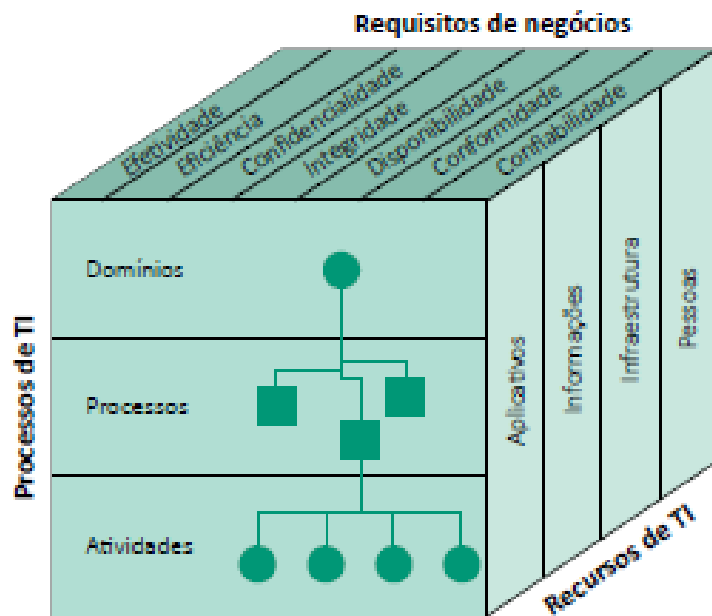 Requisitos de negócios
Efetividade
Eficiência
Confidencialidade
Integridade
Disponibilidade
Conformidade
Confiabilidade
Processos de TI
Domínios
Processos
Atividades
Aplicativos
Informações
Infraestrutura
Pessoas
Recursos de TI